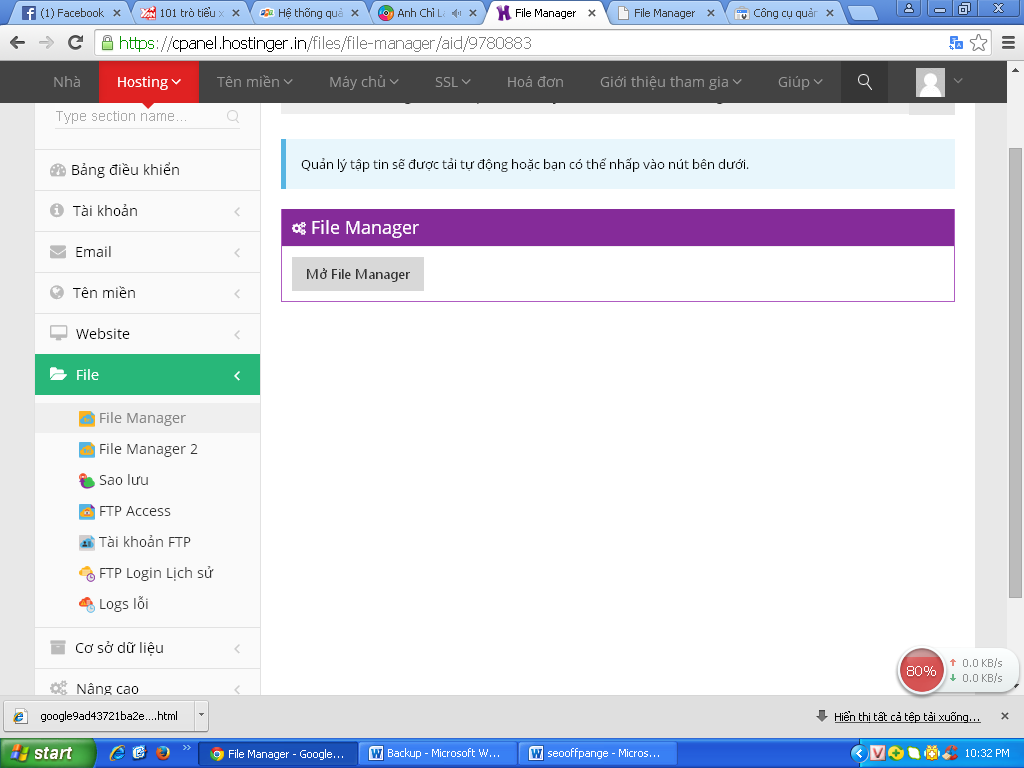 (1) Facebook
101 trò tiểu x
Hệ thống quả
Anh Chỉ L
File Manager
File Manager
Công cụ quản
https://cpanel.hostinger.in/files/file-manager/aid/9780883
Nhà
Hosting
Tên miền
Máy chủ
SSL
Hoá đơn
Giới thiệu tham gia
Giúp
Type section name...
Bảng điều khiển
Tài khoản
Email
Tên miền
Website
File
File Manager
File Manager 2
Sao lưu
FTP Access
Tài khoản FTP
FTP Login Lịch sử
Logs lỗi
Cơ sở dữ liệu
Nâng cao
Quản lý tập tin sẽ được tải tự động hoặc bạn có thể nhấp vào nút bên dưới.
File Manager
Mở File Manager
80%
0.0 KB/s
0.0 KB/s
google9ad43721ba2e....html
Hiển thị tất cả tệp tải xuống...
start
File Manager - Google...
Backup - Microsoft W...
seooffpange - Micros...
10:32 PM